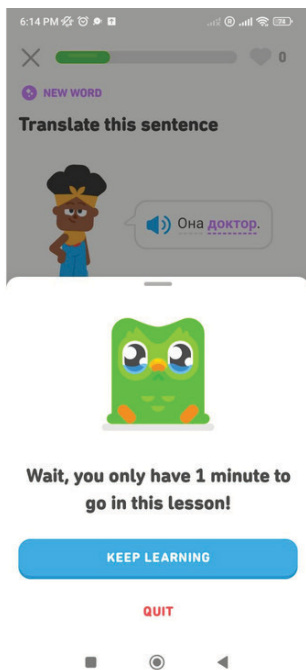 6:14 PM
0
NEW WORD
Translate this sentence
Она доктор.
Wait, you only have 1 minute to
go in this lesson!
KEEP LEARNING
QUIT